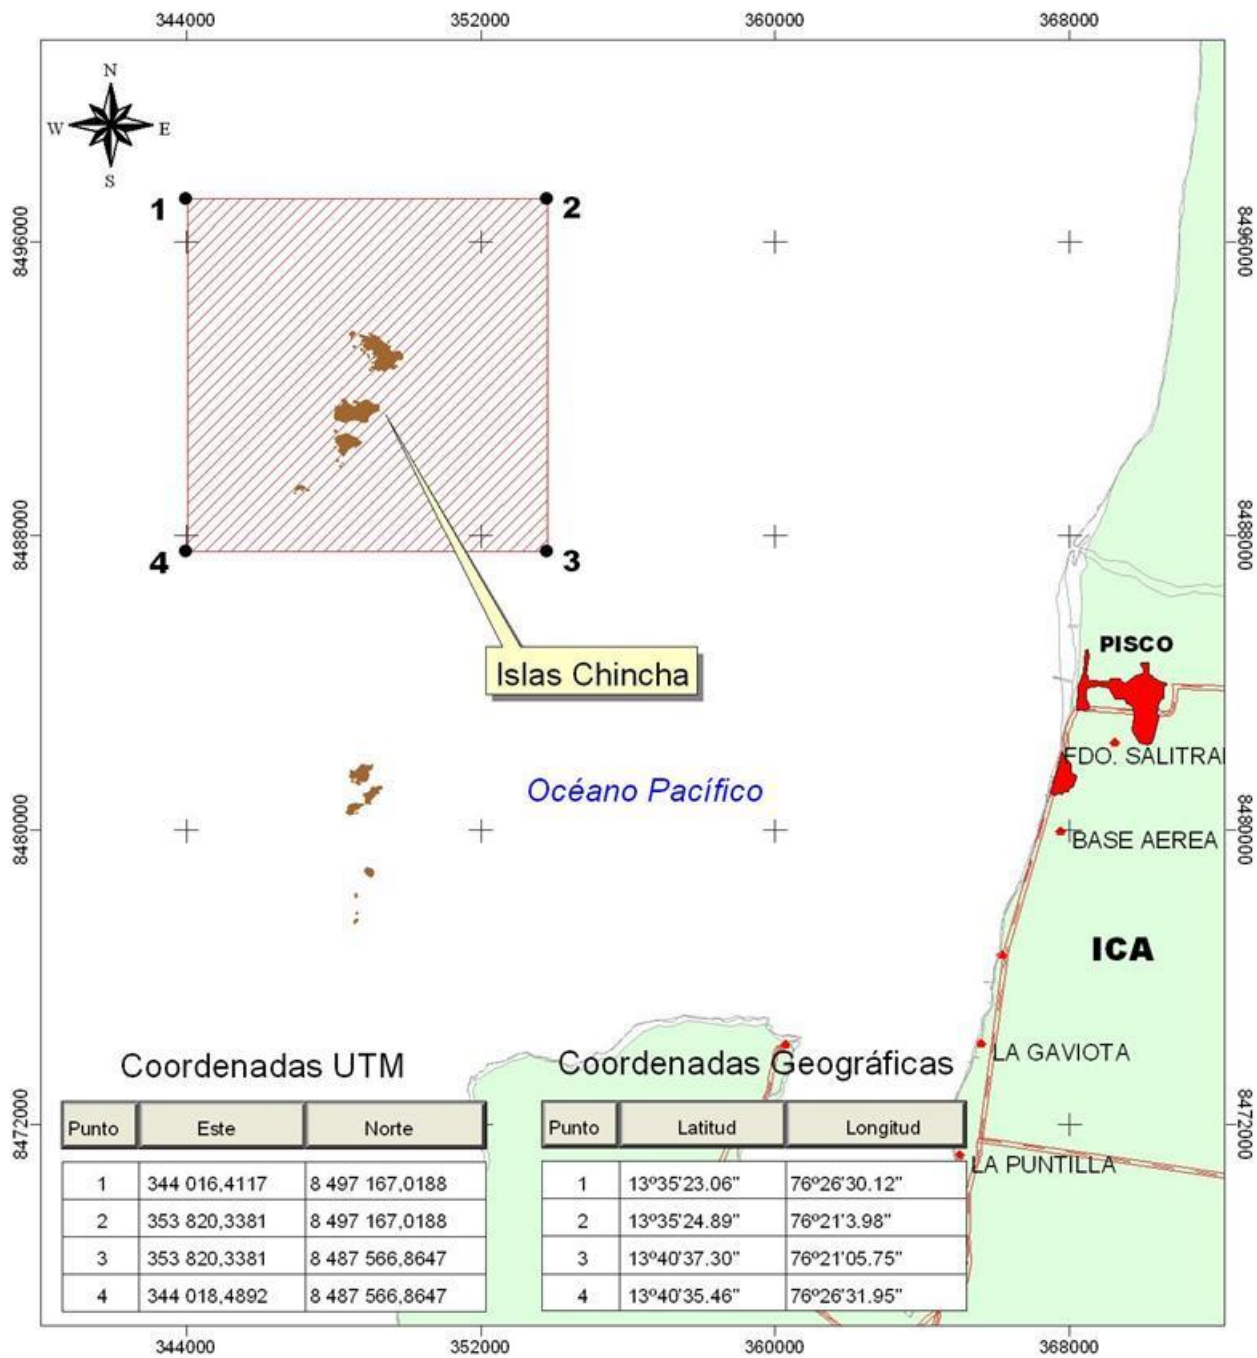 344000 352000 360000 368000
N
W E
S
1 2
8496000 8496000
8488000 8488000
4 3
PISCO
Islas Chincha
FDO. SALITRAL
Océano Pacífico
8480000 8480000
BASE AEREA
ICA
LA GAVIOTA
Coordenadas UTM
Coordenadas Geográficas
8472000 8472000
Punto Este Norte
Punto Latitud Longitud
LA PUNTILLA
1 344 016,4117 8 497 167,0188
1 13º35'23.06" 76º26'30.12"
2 353 820,3381 8 497 167,0188
2 13º35'24.89" 76º21'3.98"
3 353 820,3381 8 487 566,8647
3 13º40'37.30" 76º21'05.75"
4 344 018,4892 8 487 566,8647
4 13º40'35.46" 76º26'31.95"
344000 352000 360000 368000